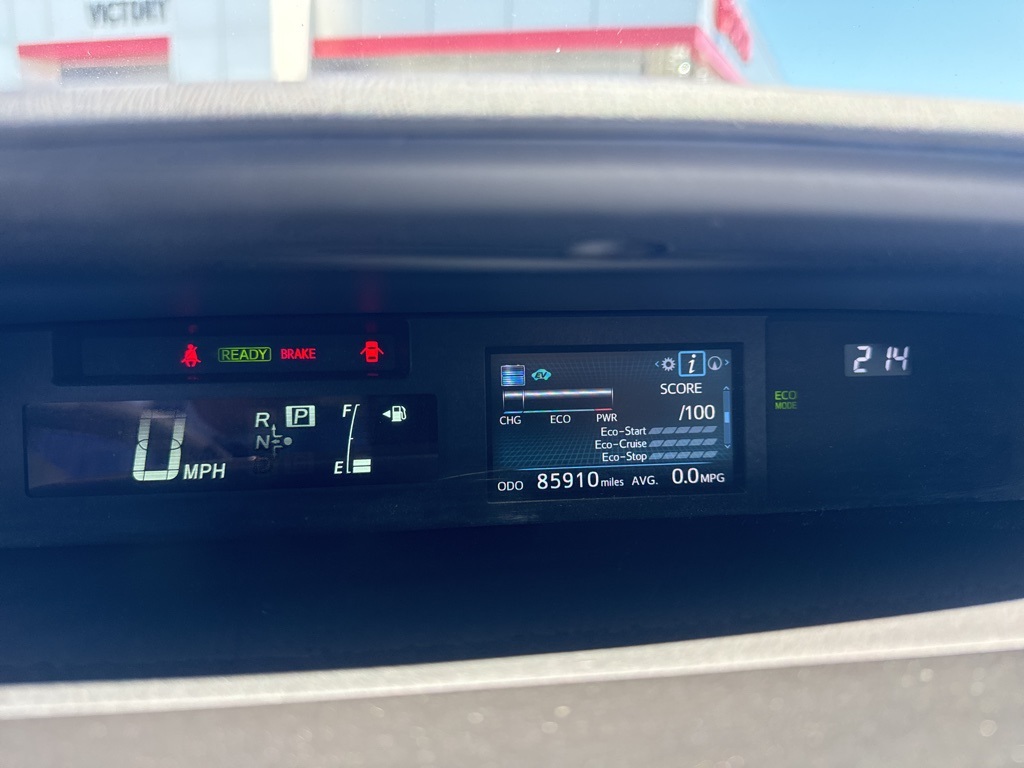 VICTORY
READY BRAKE
0 MPH
R P
N
D
F
E
SCORE
/100
CHG ECO PWR
EV
Eco-Start
Eco-Cruise
Eco-Stop
ODO 85910 miles AVG. 0.0 MPG
2 14
ECO
MODE